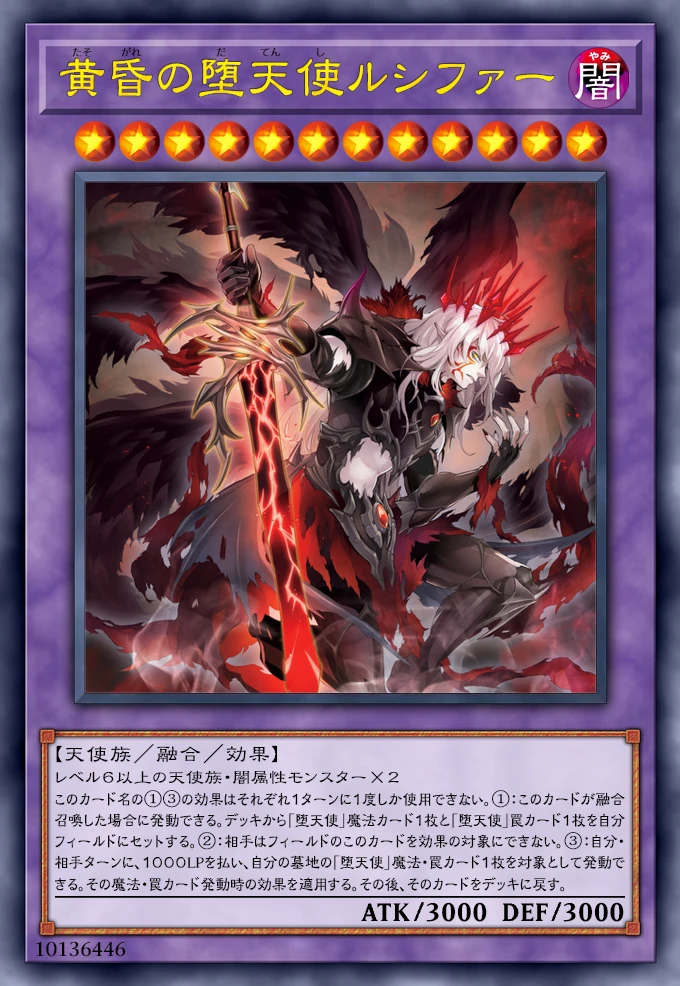 たそがれ だてんし
黄昏の堕天使ルシファー
やみ
闇
【天使族／融合／効果】
レベル6以上の天使族・闇属性モンスター×2
このカード名の①③の効果はそれぞれ1ターンに1度しか使用できない。①：このカードが融合
召喚した場合に発動できる。デッキから「堕天使」魔法カード1枚と「堕天使」罠カード1枚を自分
フィールドにセットする。②：相手はフィールドのこのカードを効果の対象にできない。③：自分・
相手ターンに、1000LPを払い、自分の墓地の「堕天使」魔法・罠カード1枚を対象として発動で
きる。その魔法・罠カード発動時の効果を適用する。その後、そのカードをデッキに戻す。
ATK/3000 DEF/3000
10136446